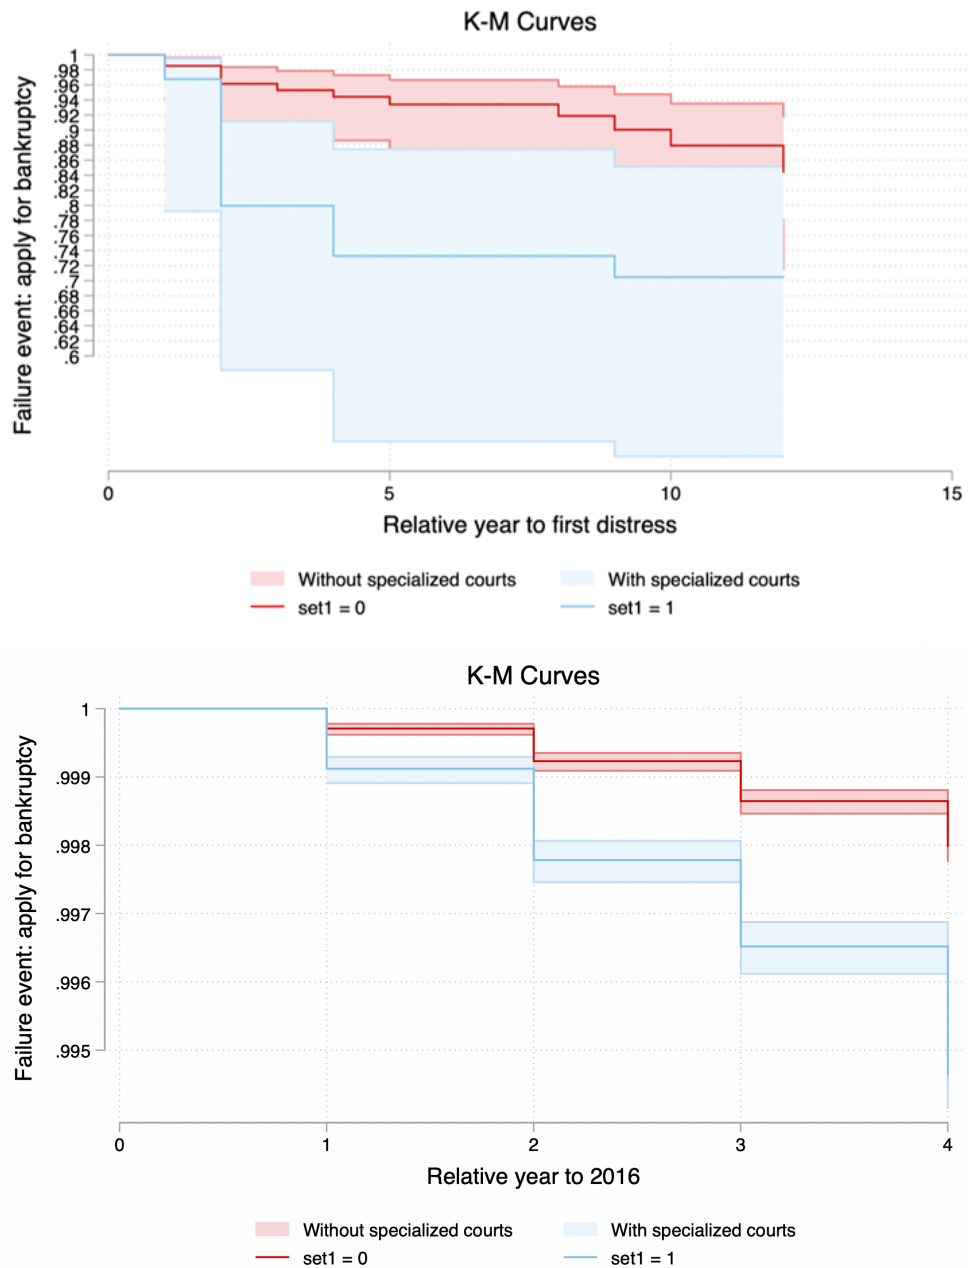 K-M Curves
Failure event: apply for bankruptcy
1
.98
.96
.94
.92
.9
.88
.86
.84
.82
.8
.78
.76
.74
.72
.7
.68
.66
.64
.62
.6
0 5 10 15
Relative year to first distress
Without specialized courts With specialized courts
set1 = 0 set1 = 1
K-M Curves
Failure event: apply for bankruptcy
1
.999
.998
.997
.996
.995
0 1 2 3 4
Relative year to 2016
Without specialized courts With specialized courts
set1 = 0 set1 = 1